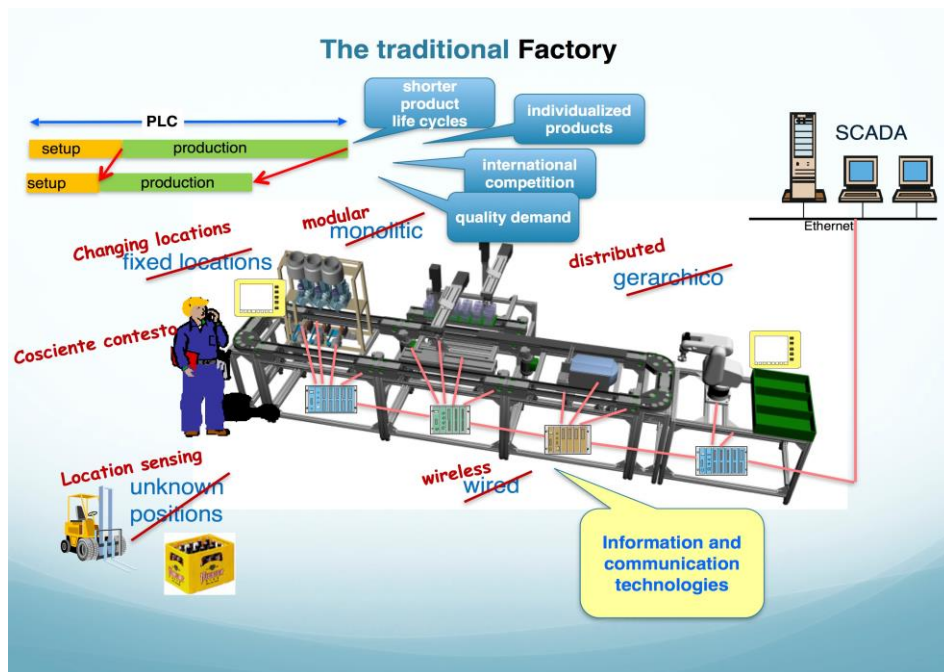 The traditional Factory
PLC
setup production
setup production
shorter
product
life cycles
individualized
products
international
competition
quality demand
SCADA
Ethernet
Changing locations
fixed locations
modular
monolitic
distributed
gerarchico
Cosciente contesto
Location sensing
unknown
positions
wireless
wired
Information and
communication
technologies